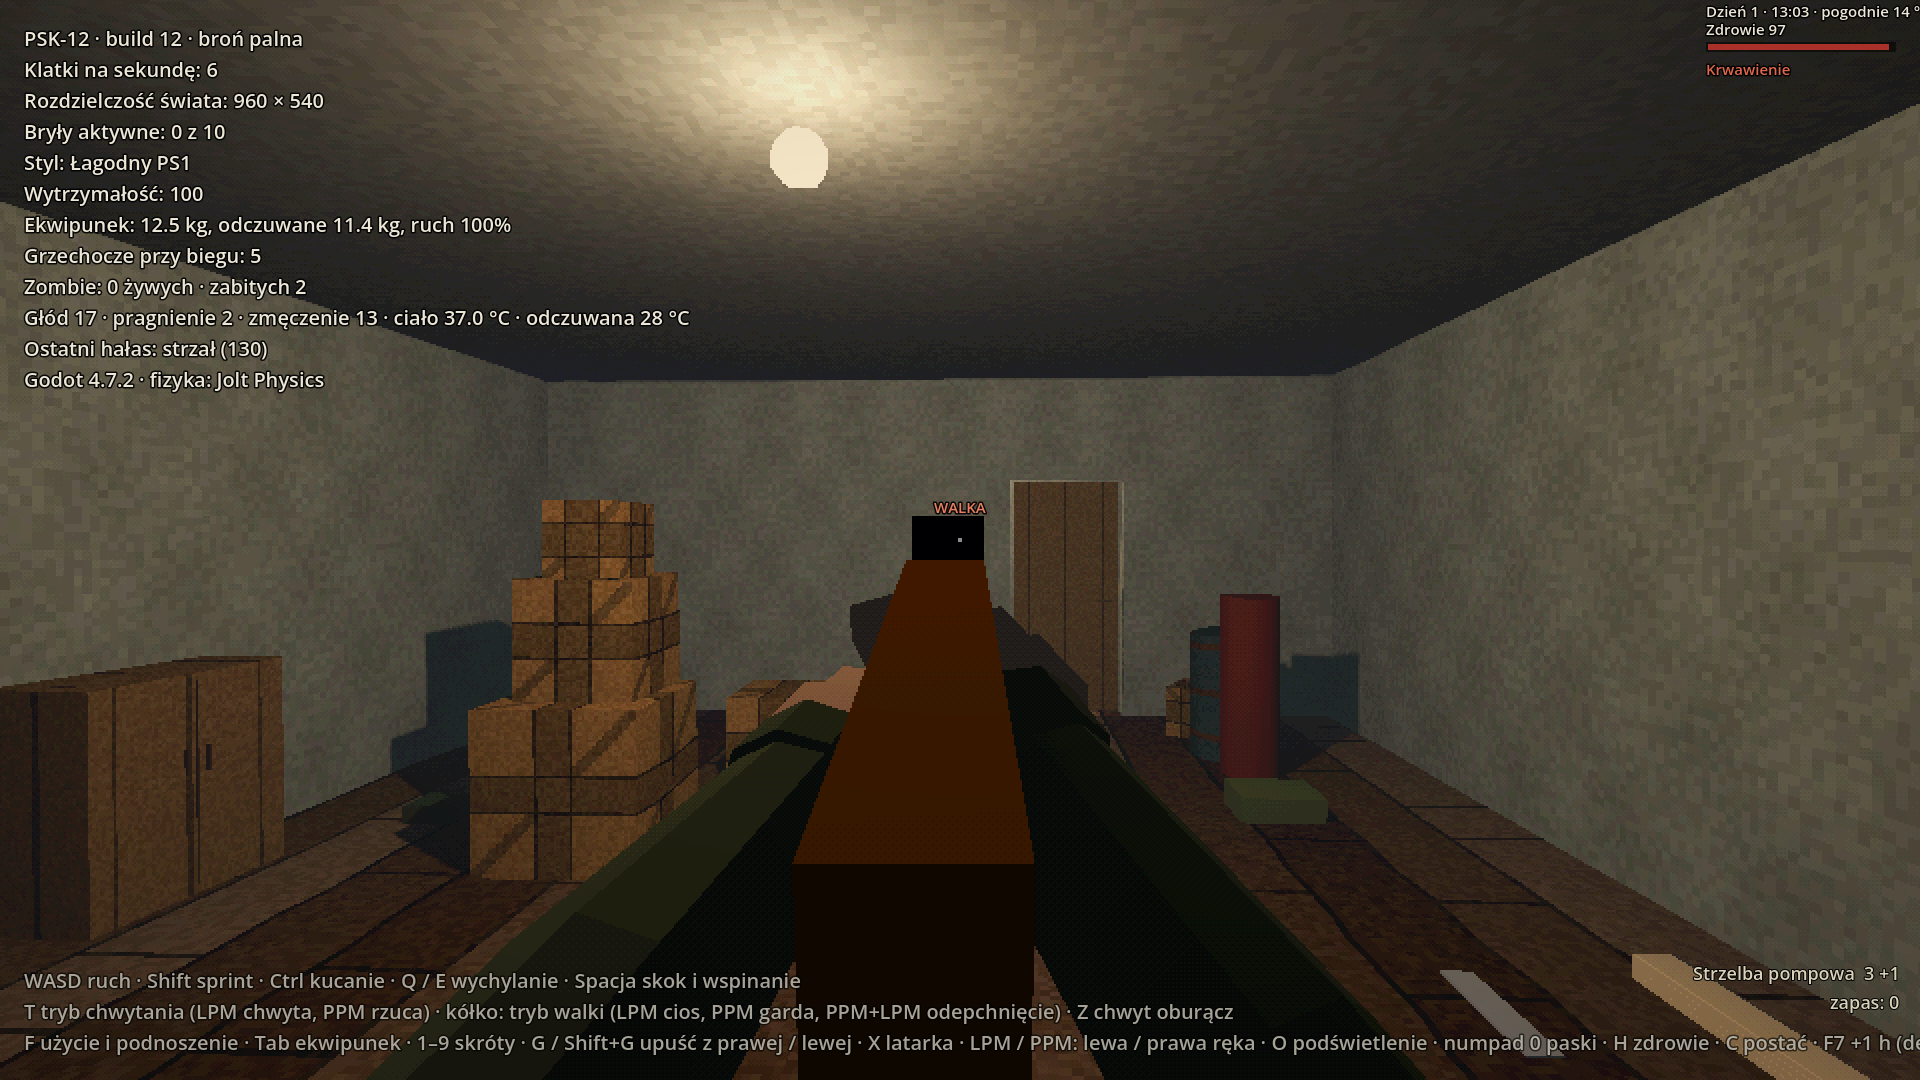 PSK-12 · build 12 · broń palna
Klatki na sekundę: 6
Rozdzielczość świata: 960 × 540
Bryły aktywne: 0 z 10
Styl: Łagodny PS1
Wytrzymałość: 100
Ekwipunek: 12.5 kg, odczuwane 11.4 kg, ruch 100%
Grzechocze przy biegu: 5
Zombie: 0 żywych · zabitych 2
Głód 17 · pragnienie 2 · zmęczenie 13 · ciało 37.0 °C · odczuwana 28 °C
Ostatni hałas: strzał (130)
Godot 4.7.2 · fizyka: Jolt Physics
Dzień 1 · 13:03 · pogodnie 14 °
Zdrowie 97
Krwawienie
WALKA
Strzelba pompowa 3 +1
zapas: 0
WASD ruch · Shift sprint · Ctrl kucanie · Q / E wychylanie · Spacja skok i wspinanie
T tryb chwytania (LPM chwyta, PPM rzuca) · kółko: tryb walki (LPM cios, PPM garda, PPM+LPM odepchnięcie) · Z chwyt oburącz
F użycie i podnoszenie · Tab ekwipunek · 1–9 skróty · G / Shift+G upuść z prawej / lewej · X latarka · LPM / PPM: lewa / prawa ręka · O podświetlenie · numpad 0 paski · H zdrowie · C postać · F7 +1 h (de